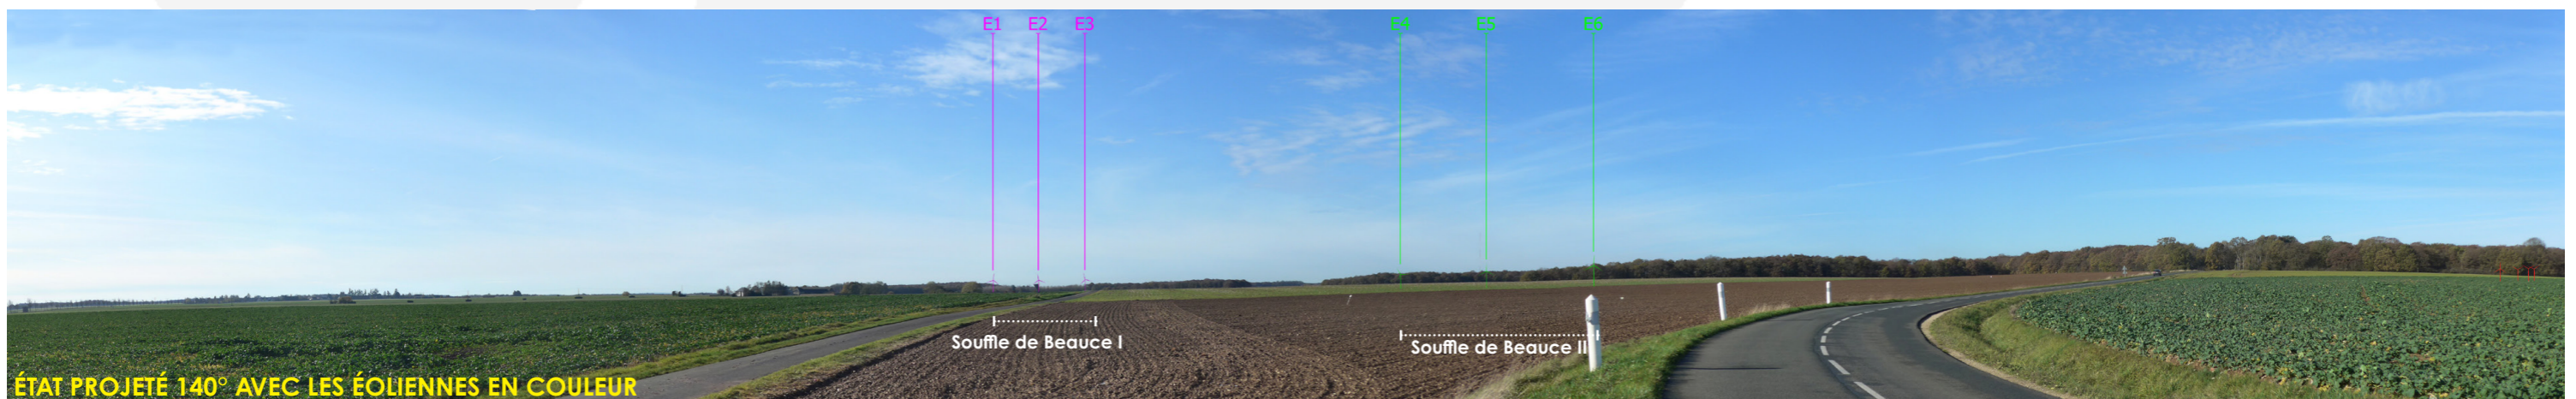 E1 E2 E3 E4 E5 E6
Souffle de Beauce I
Souffle de Beauce II
ÉTAT PROJETÉ 140° AVEC LES ÉOLIENNES EN COULEUR